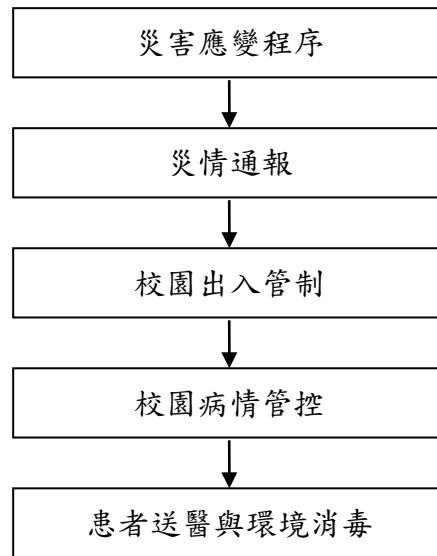 災害應變程序
災情通報
校園出入管制
校園病情管控
患者送醫與環境消毒